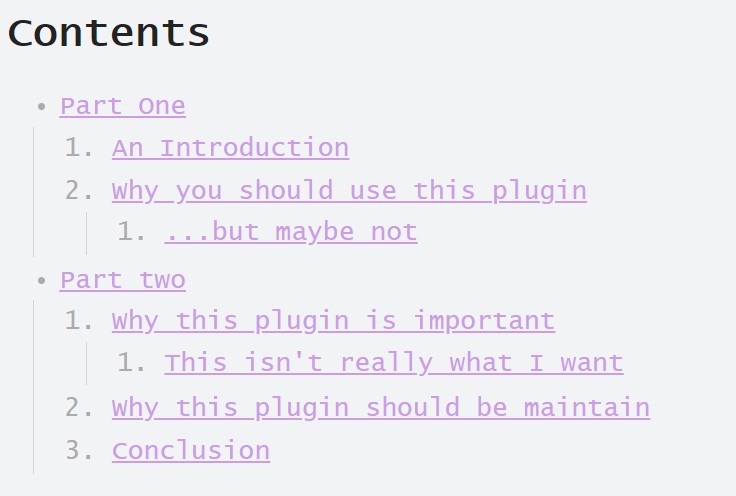 Contents
• Part One
1. An Introduction
2. Why you should use this plugin
1. ...but maybe not
• Part two
1. Why this plugin is important
1. This isn't really what I want
2. Why this plugin should be maintain
3. Conclusion